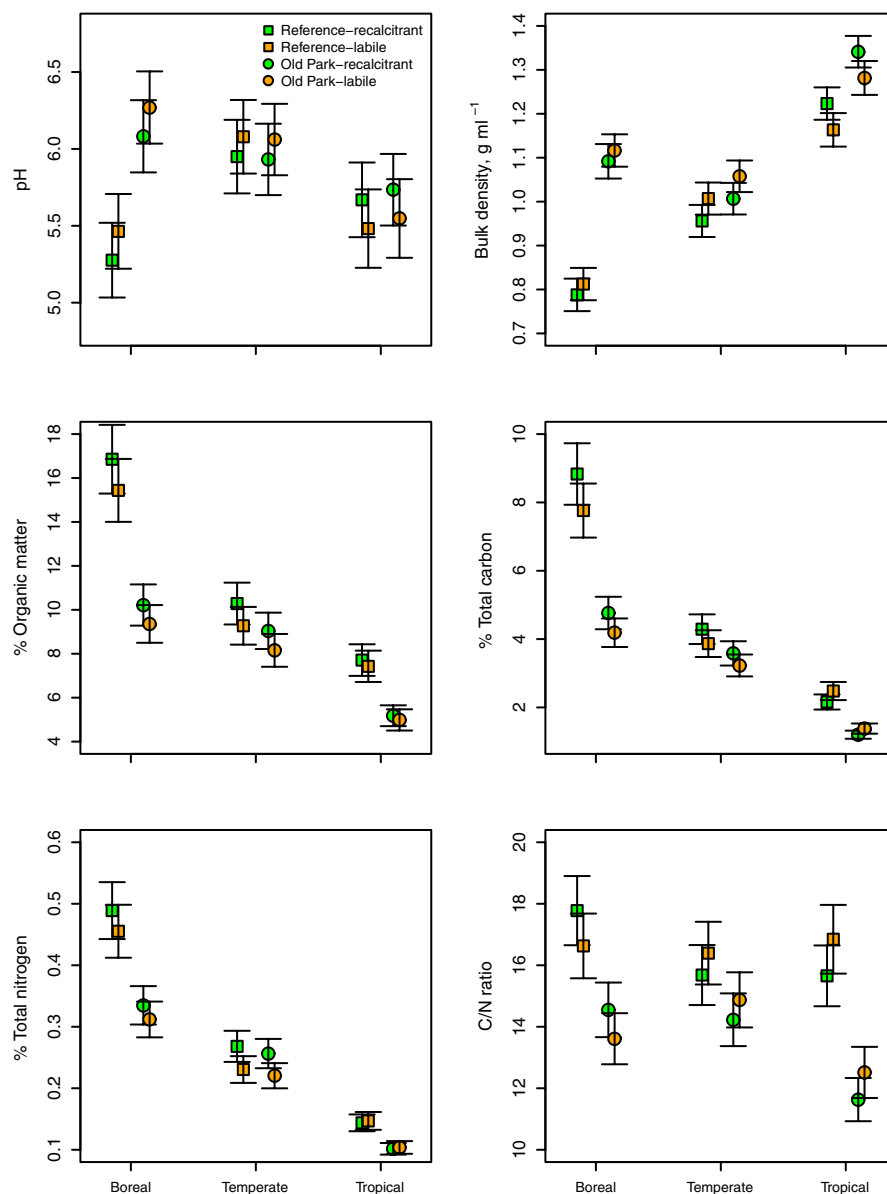 pH
5.0 5.5 6.0 6.5
Reference−recalcitrant
Reference−labile
Old Park−recalcitrant
Old Park−labile
Bulk density, g ml⁻¹
0.7 0.8 0.9 1.0 1.1 1.2 1.3 1.4
% Organic matter
4 6 8 10 12 14 16 18
% Total carbon
2 4 6 8 10
% Total nitrogen
0.1 0.2 0.3 0.4 0.5 0.6
Boreal Temperate Tropical
C/N ratio
10 12 14 16 18 20
Boreal Temperate Tropical